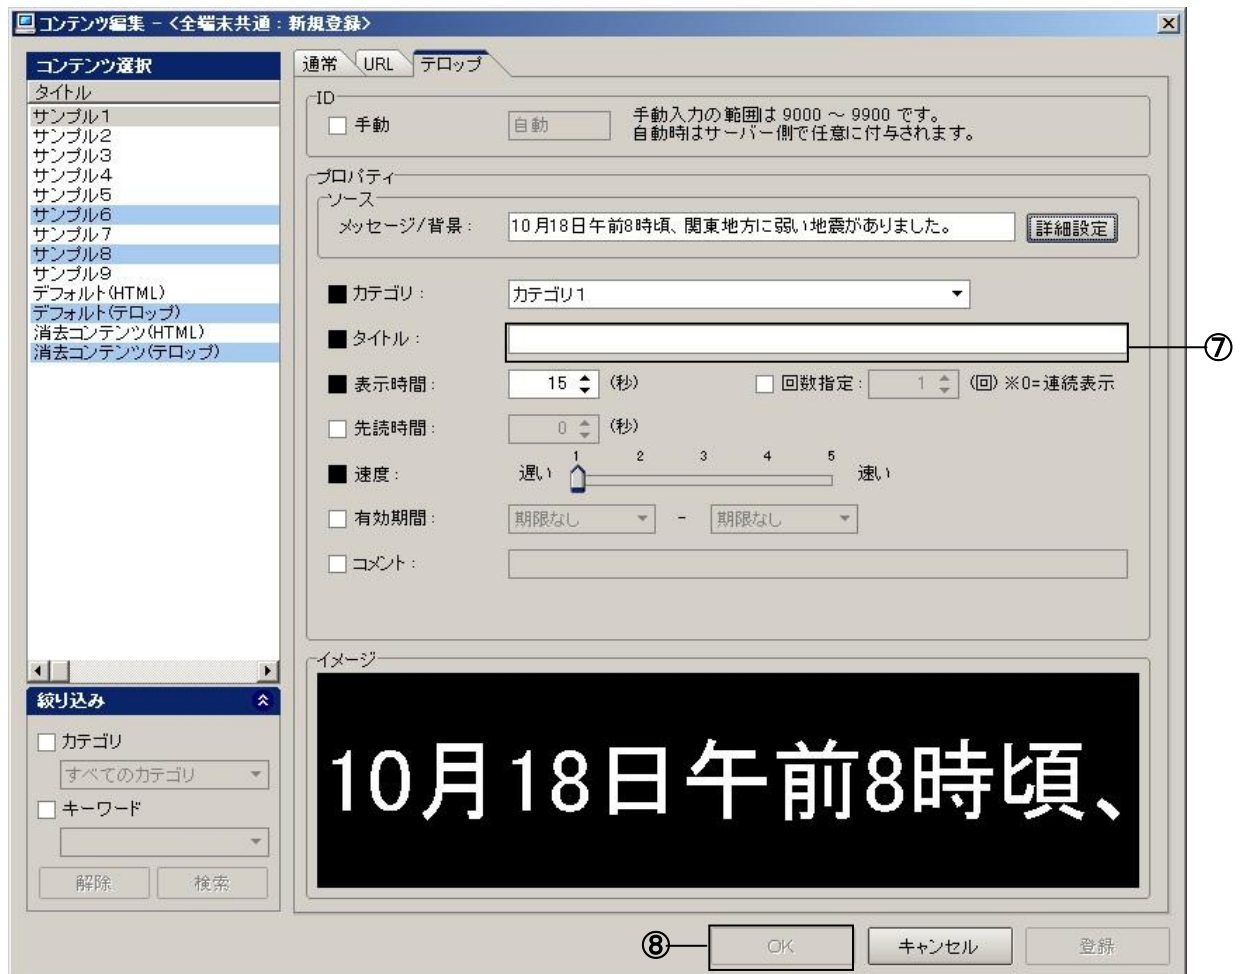 コンテンツ編集 - <全端末共通:新規登録>
コンテンツ選択
タイトル
サンプル1
サンプル2
サンプル3
サンプル4
サンプル5
サンプル6
サンプル7
サンプル8
サンプル9
デフォルト(HTML)
デフォルト(テロップ)
消去コンテンツ(HTML)
消去コンテンツ(テロップ)
絞り込み
カテゴリ
すべてのカテゴリ
キーワード
解除 検索
通常 URL テロップ
ID
手動 自動 手動入力の範囲は 9000 ~ 9900 です。
自動時はサーバー側で任意に付与されます。
プロパティ
ソース
メッセージ/背景: 10月18日午前8時頃、関東地方に弱い地震がありました。 詳細設定
カテゴリ: カテゴリ1
タイトル: ⑦
表示時間: 15 (秒) 回数指定: 1 (回) ※0=連続表示
先読時間: 0 (秒)
1 2 3 4 5
速度: 遅い 速い
有効期間: 期限なし - 期限なし
コメント:
イメージ
10月18日午前8時頃、
⑧ OK キャンセル 登録